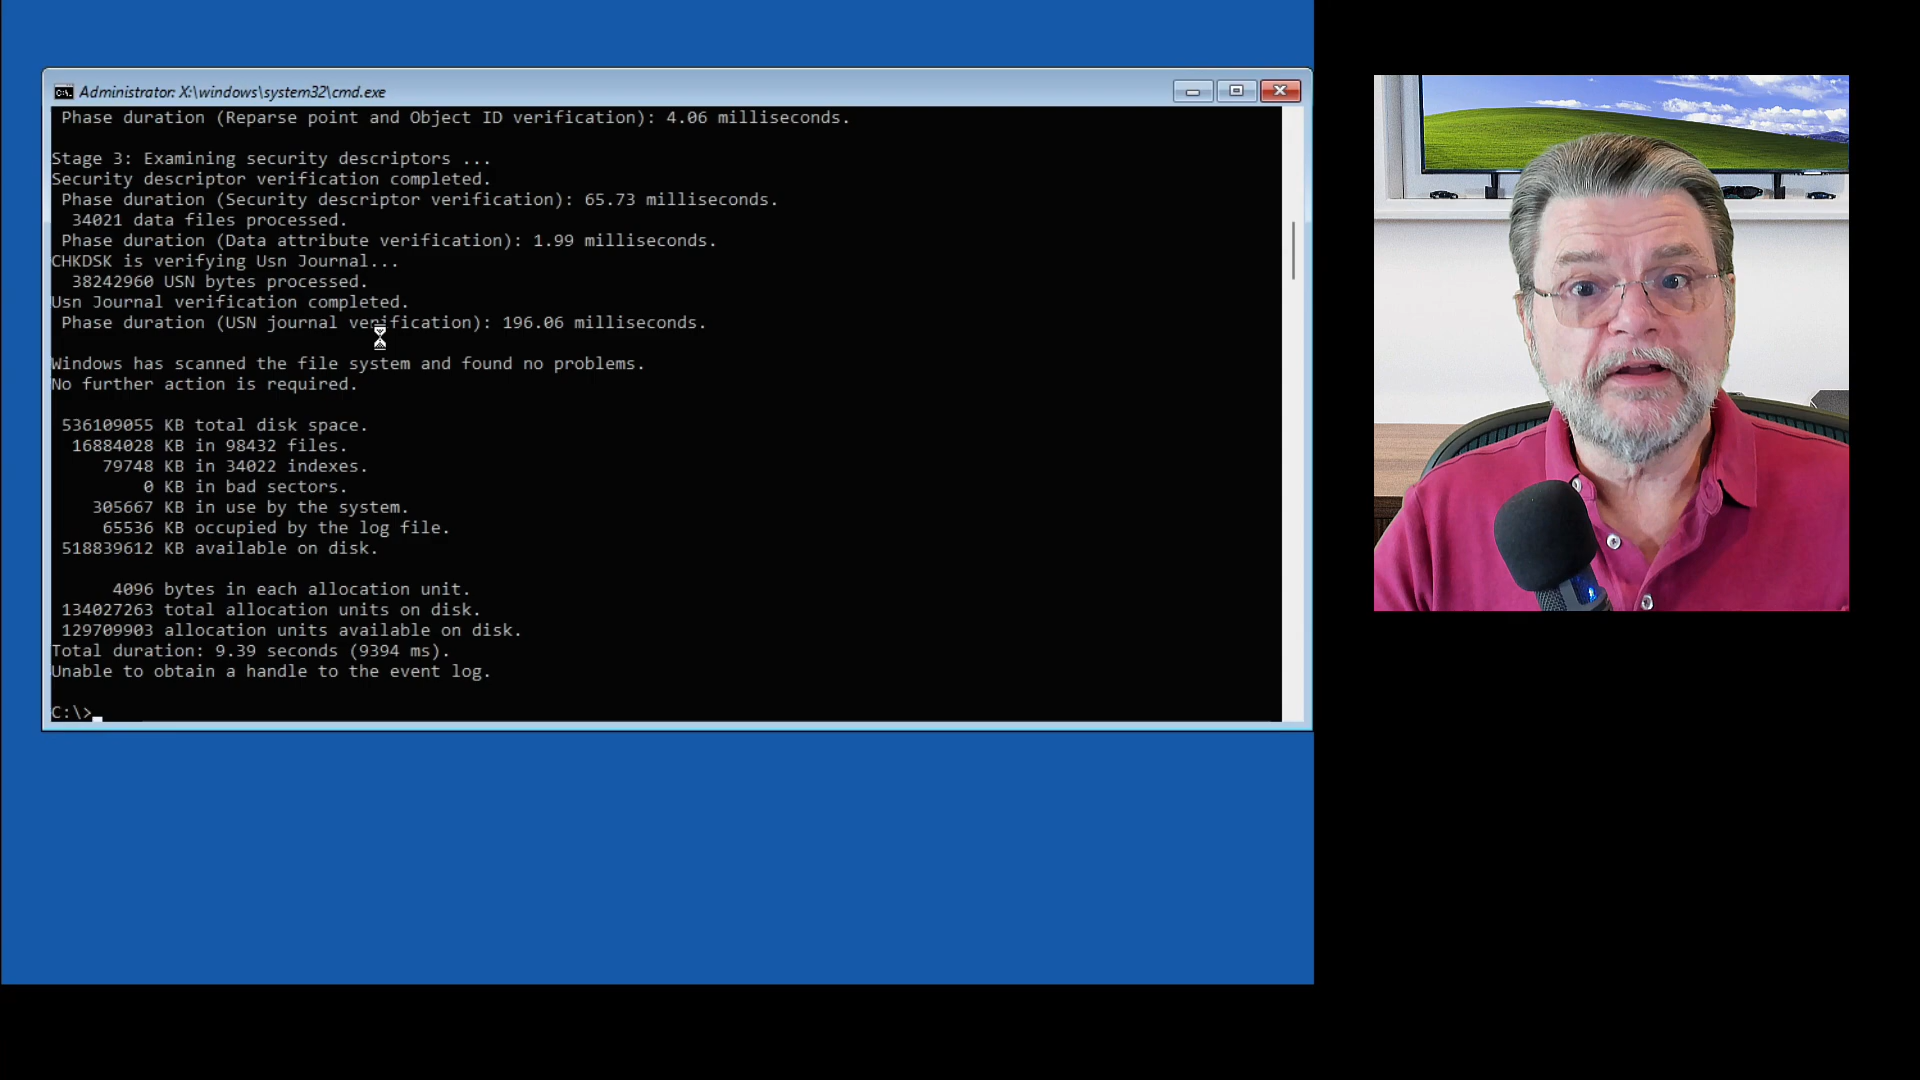 Administrator: X:\windows\system32\cmd.exe
Phase duration (Reparse point and Object ID verification): 4.06 milliseconds.
Stage 3: Examining security descriptors ...
Security descriptor verification completed.
Phase duration (Security descriptor verification): 65.73 milliseconds.
34021 data files processed.
Phase duration (Data attribute verification): 1.99 milliseconds.
CHKDSK is verifying Usn Journal...
38242960 USN bytes processed.
Usn Journal verification completed.
Phase duration (USN journal verification): 196.06 milliseconds.
Windows has scanned the file system and found no problems.
No further action is required.
536109055 KB total disk space.
16884028 KB in 98432 files.
79748 KB in 34022 indexes.
0 KB in bad sectors.
305667 KB in use by the system.
65536 KB occupied by the log file.
518839612 KB available on disk.
4096 bytes in each allocation unit.
134027263 total allocation units on disk.
129709903 allocation units available on disk.
Total duration: 9.39 seconds (9394 ms).
Unable to obtain a handle to the event log.
C:\>